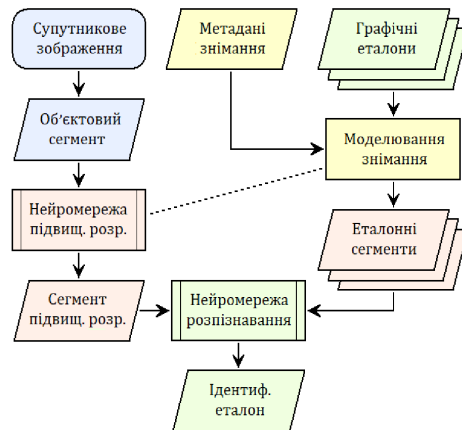 Супутникове
зображення
Метадані
знімання
Графічні
еталони
Об’єктовий
сегмент
Моделювання
знімання
Нейромережа
підвищ. розр.
Еталонні
сегменти
Сегмент
підвищ. розр.
Нейромережа
розпізнавання
Ідентиф.
еталон